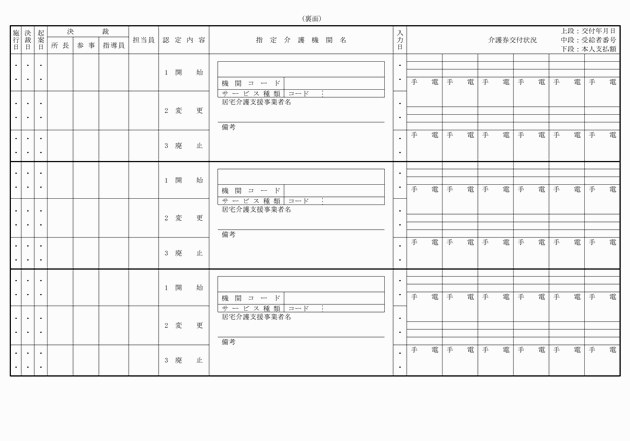 （裏面）
施行日 決裁日 起案日 決　　裁 担当員 認 定 内 容 指 定 介 護 機 関 名 入力日 介護券交付状況 上段：交付年月日
中段：受給者番号
下段：本人支払額
所 長 参 事 指導員
1 開　始
機 関 コ ー ド
サ ー ビ ス 種 類 コード ：
居宅介護支援事業者名
手　電 手　電 手　電 手　電 手　電 手　電
2 変　更
備考
手　電 手　電 手　電 手　電 手　電 手　電
3 廃　止
1 開　始
機 関 コ ー ド
サ ー ビ ス 種 類 コード ：
居宅介護支援事業者名
手　電 手　電 手　電 手　電 手　電 手　電
2 変　更
備考
手　電 手　電 手　電 手　電 手　電 手　電
3 廃　止
1 開　始
機 関 コ ー ド
サ ー ビ ス 種 類 コード ：
居宅介護支援事業者名
手　電 手　電 手　電 手　電 手　電 手　電
2 変　更
備考
手　電 手　電 手　電 手　電 手　電 手　電
3 廃　止